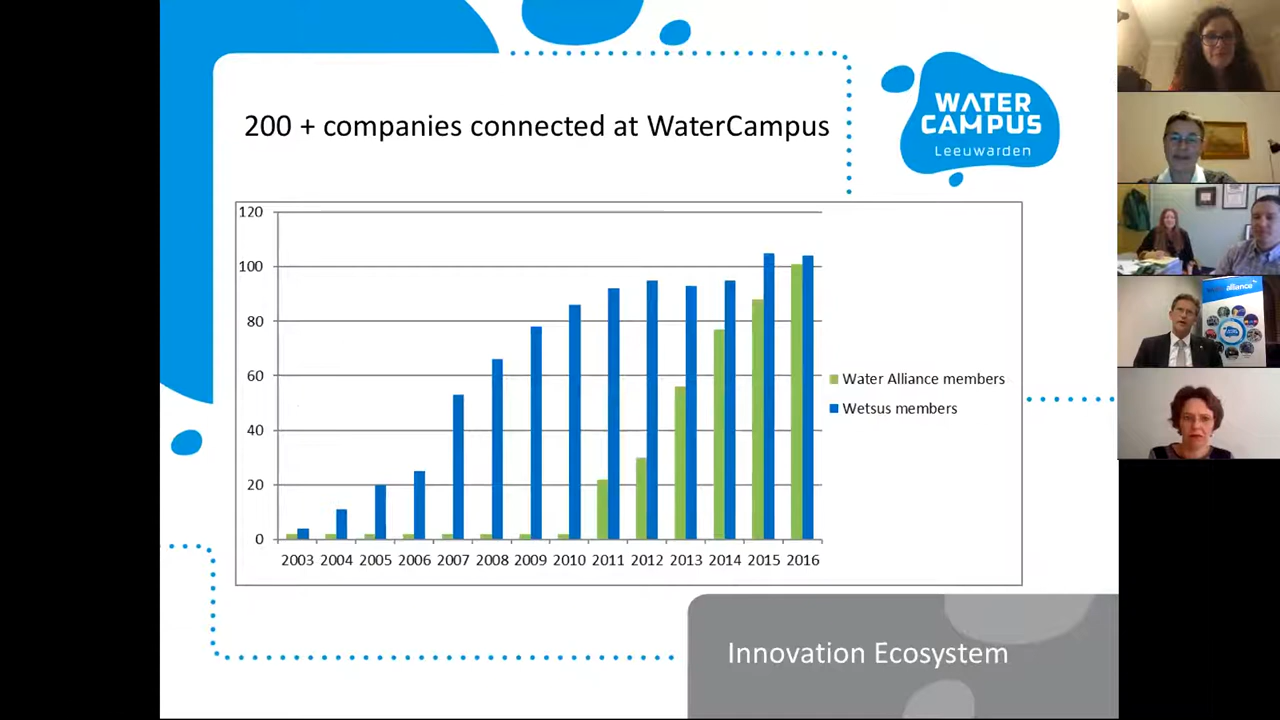 200 + companies connected at WaterCampus
WATER
CAMPUS
Leeuwarden
120
100
80
60
40
20
0
2003 2004 2005 2006 2007 2008 2009 2010 2011 2012 2013 2014 2015 2016
Water Alliance members
Wetsus members
Innovation Ecosystem
alliance